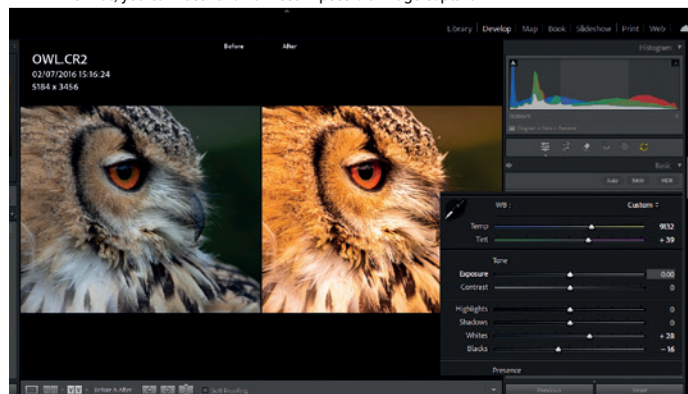 Library | Develop | Map | Book | Slideshow | Print | Web
Before After
OWL.CR2
02/07/2016 15:16:24
5184 x 3456
Histogram
Basic
Auto B&W HDR
WB : Custom
Temp 9132
Tint + 39
Tone
Exposure 0.00
Contrast 0
Highlights 0
Shadows 0
Whites + 28
Blacks - 16
Presence
Before & After
Soft Proofing
Previous Reset